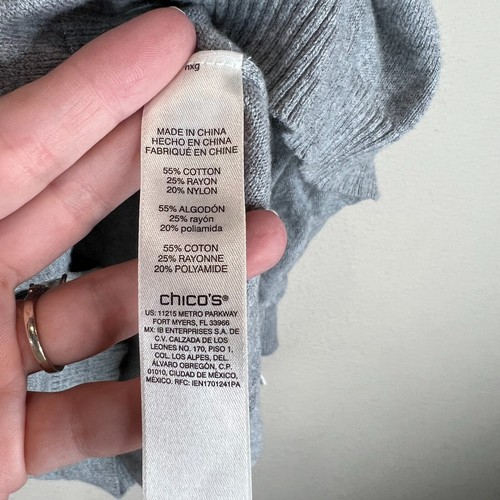 nxg
MADE IN CHINA
HECHO EN CHINA
FABRIQUÉ EN CHINE
55% COTTON
25% RAYON
20% NYLON
55% ALGODÓN
25% rayón
20% poliamida
55% COTON
25% RAYONNE
20% POLYAMIDE
chico's®
US: 11215 METRO PARKWAY
FORT MYERS, FL 33966
MX: IB ENTERPRISES S.A. DE
C.V. CALZADA DE LOS
LEONES NO. 170, PISO 1,
COL. LOS ALPES, DEL.
ÁLVARO OBREGÓN, C.P.
01010, CIUDAD DE MÉXICO,
MÉXICO. RFC: IEN1701241PA